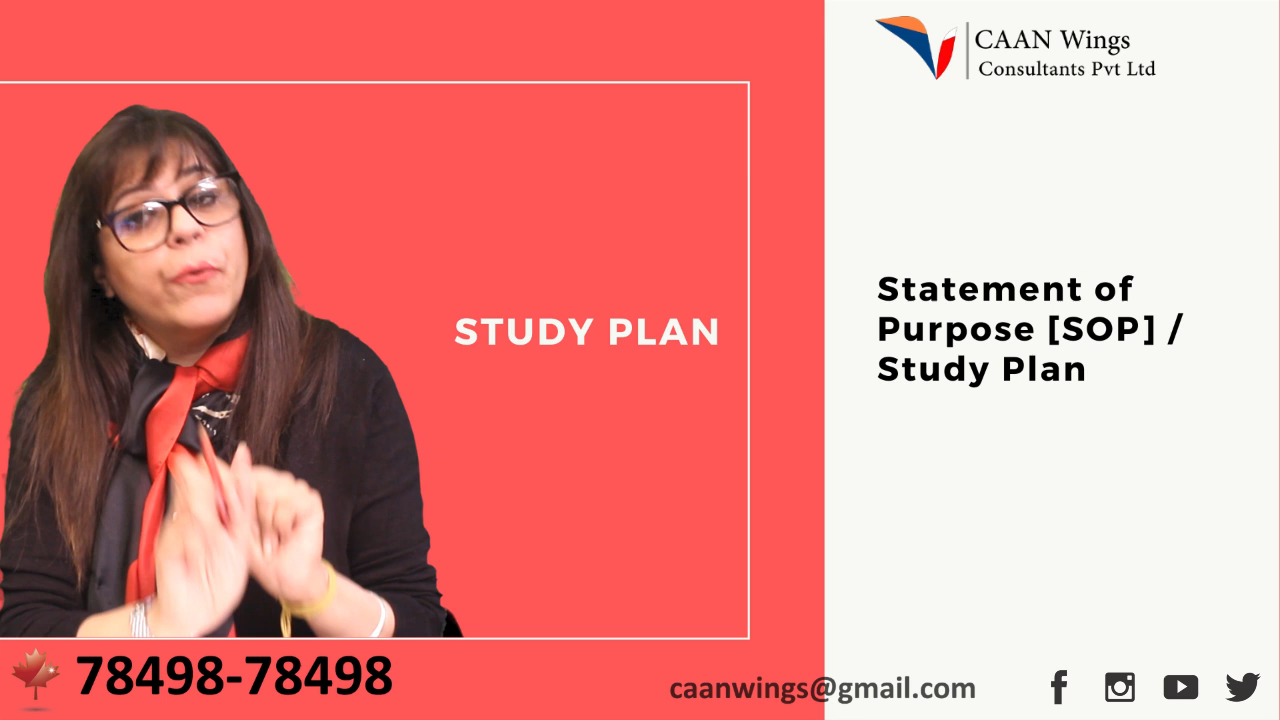 CAAN Wings
Consultants Pvt Ltd
STUDY PLAN
Statement of
Purpose [SOP] /
Study Plan
78498-78498
caanwings@gmail.com